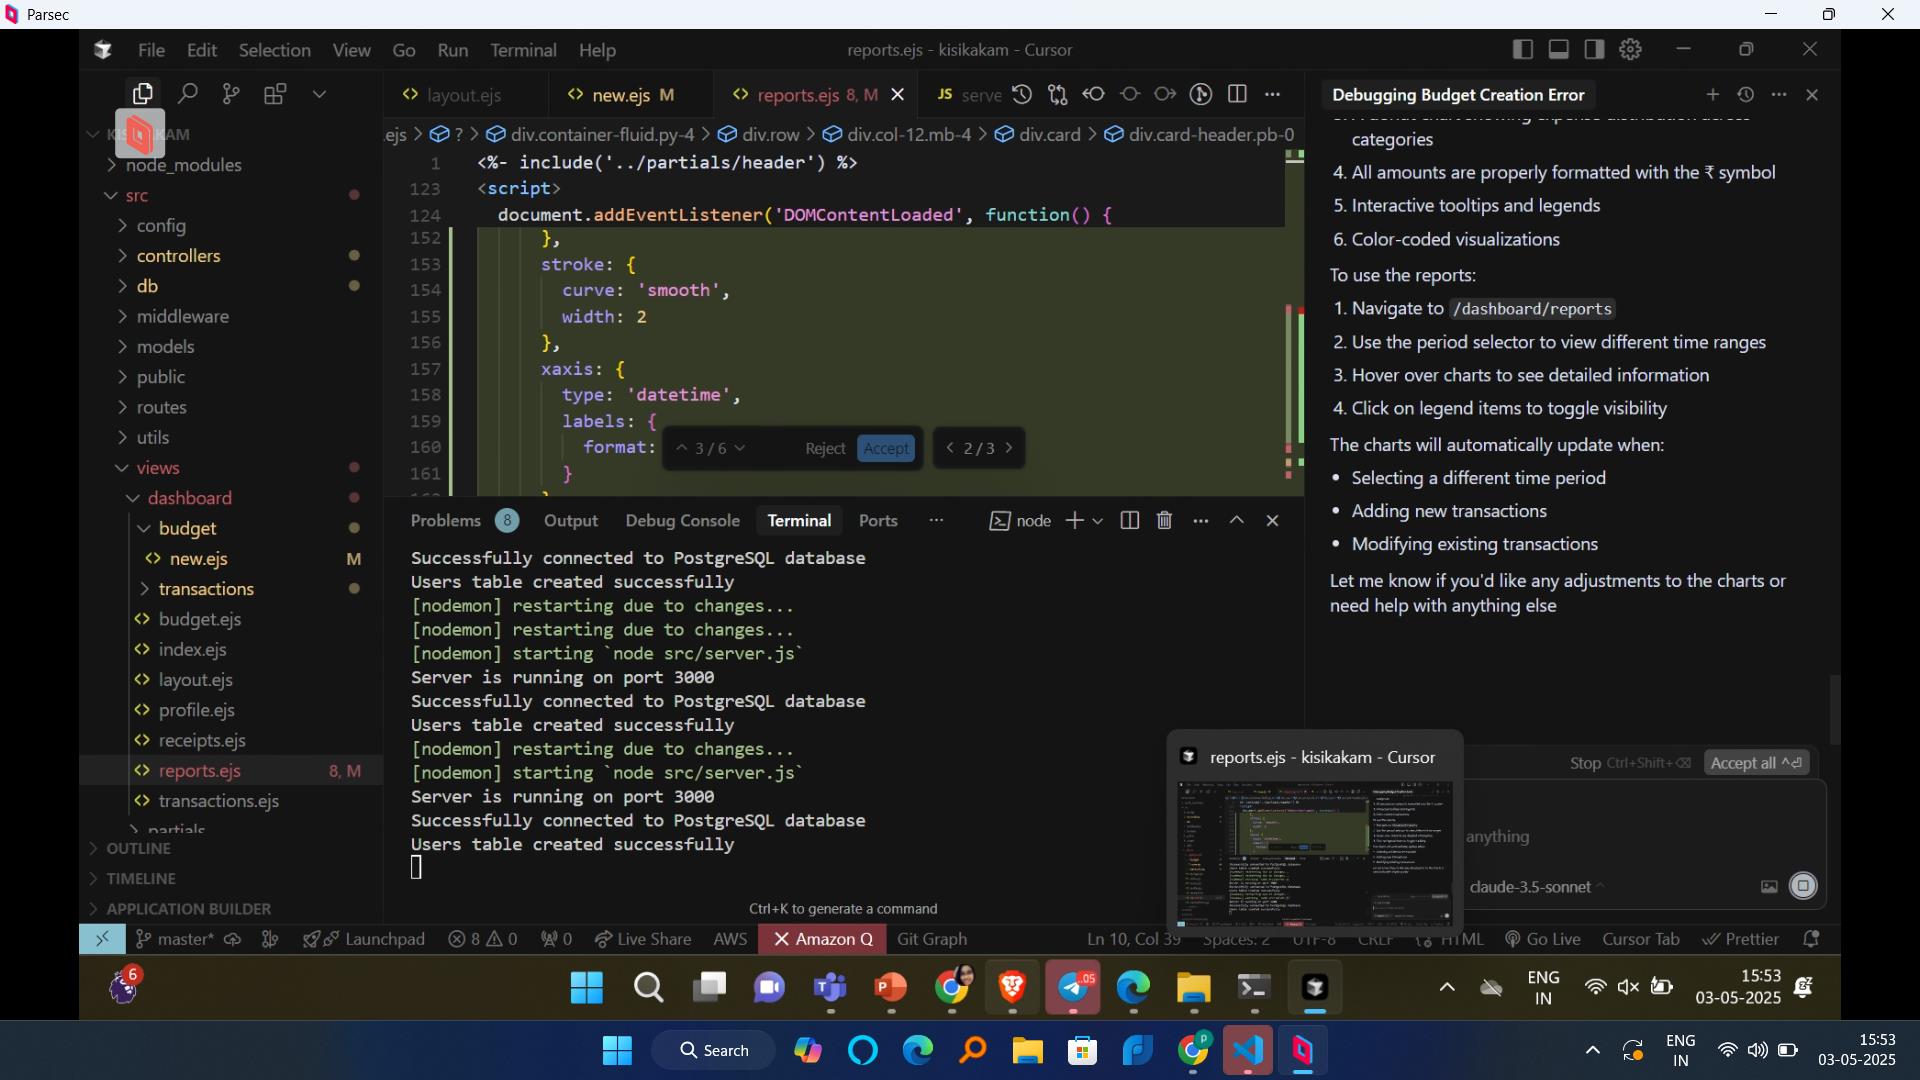 Parsec
File Edit Selection View Go Run Terminal Help
reports.ejs - kisikakam - Cursor
layout.ejs
new.ejs M
reports.ejs 8, M
JS serve
.ejs > ? > div.container-fluid.py-4 > div.row > div.col-12.mb-4 > div.card > div.card-header.pb-0
node_modules
src
config
controllers
db
middleware
models
public
routes
utils
views
dashboard
budget
new.ejs M
transactions
budget.ejs
index.ejs
layout.ejs
profile.ejs
receipts.ejs
reports.ejs 8, M
transactions.ejs
partials
OUTLINE
TIMELINE
APPLICATION BUILDER
1 <%- include('../partials/header') %>
123 <script>
124 document.addEventListener('DOMContentLoaded', function() {
152 },
153 stroke: {
154 curve: 'smooth',
155 width: 2
156 },
157 xaxis: {
158 type: 'datetime',
159 labels: {
160 format:
161 }
3 / 6 Reject Accept
2 / 3
Problems 8 Output Debug Console Terminal Ports ··· node
Successfully connected to PostgreSQL database
Users table created successfully
[nodemon] restarting due to changes...
[nodemon] restarting due to changes...
[nodemon] starting `node src/server.js`
Server is running on port 3000
Successfully connected to PostgreSQL database
Users table created successfully
[nodemon] restarting due to changes...
[nodemon] starting `node src/server.js`
Server is running on port 3000
Successfully connected to PostgreSQL database
Users table created successfully
Ctrl+K to generate a command
Debugging Budget Creation Error
categories
4. All amounts are properly formatted with the ₹ symbol
5. Interactive tooltips and legends
6. Color-coded visualizations
To use the reports:
1. Navigate to /dashboard/reports
2. Use the period selector to view different time ranges
3. Hover over charts to see detailed information
4. Click on legend items to toggle visibility
The charts will automatically update when:
• Selecting a different time period
• Adding new transactions
• Modifying existing transactions
Let me know if you'd like any adjustments to the charts or
need help with anything else
reports.ejs - kisikakam - Cursor
Stop Ctrl+Shift+⌫ Accept all ^⏎
anything
claude-3.5-sonnet
master* Launchpad 8 0 0 Live Share AWS Amazon Q Git Graph
Ln 10, Col 39 Spaces: 2 UTF-8 CRLF HTML Go Live Cursor Tab Prettier
6
.05
ENG
IN
15:53
03-05-2025
Search
P
ENG
IN
15:53
03-05-2025